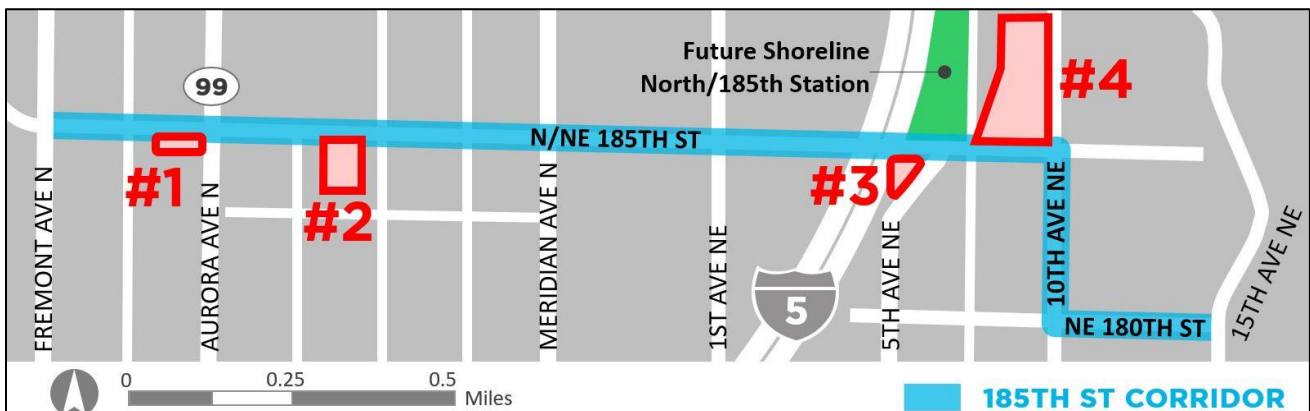 99
Future Shoreline
North/185th Station
#4
N/NE 185TH ST
#1
#2
#3
FREMONT AVE N
AURORA AVE N
MERIDIAN AVE N
1ST AVE NE
5
5TH AVE NE
10TH AVE NE
15TH AVE NE
NE 180TH ST
0 0.25 0.5
Miles
185TH ST CORRIDOR